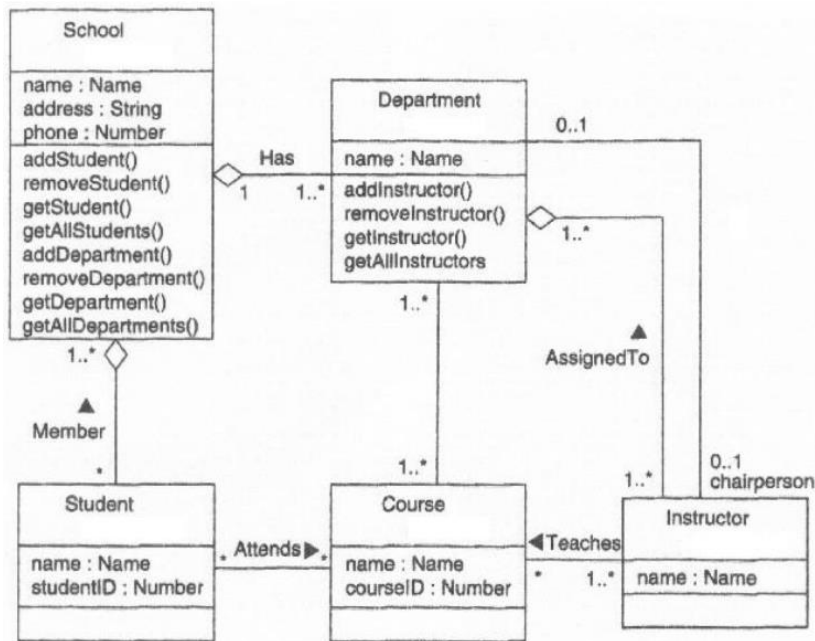 School
name : Name
address : String
phone : Number
addStudent()
removeStudent()
getStudent()
getAllStudents()
addDepartment()
removeDepartment()
getDepartment()
getAllDepartments()
Has
1
1..*
Department
name : Name
addInstructor()
removeInstructor()
getInstructor()
getAllInstructors
0..1
1..*
1..*
1..*
▲
Member
*
▲
AssignedTo
1..*
1..*
0..1
chairperson
Student
name : Name
studentID : Number
* Attends▶ *
Course
name : Name
courseID : Number
◀Teaches
* 1..*
Instructor
name : Name